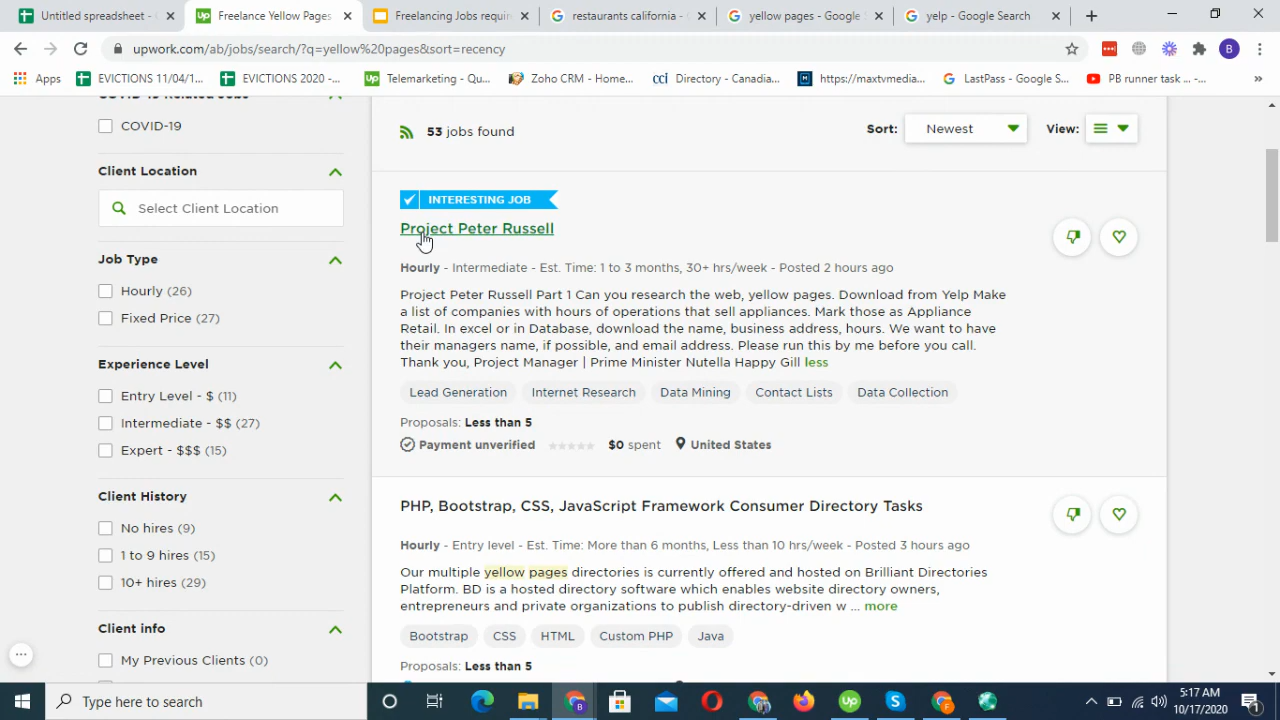 Untitled spreadsheet -
Freelance Yellow Pages
Freelancing Jobs requi
restaurants california -
yellow pages - Google
yelp - Google Search
upwork.com/ab/jobs/search/?q=yellow%20pages&sort=recency
B
Apps
EVICTIONS 11/04/1...
EVICTIONS 2020 -...
Telemarketing - Qu...
Zoho CRM - Home...
Directory - Canadia...
https://maxtvmedia...
LastPass - Google S...
PB runner task ... -...
COVID-19 Related Jobs
COVID-19
Client Location
Select Client Location
Job Type
Hourly (26)
Fixed Price (27)
Experience Level
Entry Level - $ (11)
Intermediate - $$ (27)
Expert - $$$ (15)
Client History
No hires (9)
1 to 9 hires (15)
10+ hires (29)
Client info
My Previous Clients (0)
53 jobs found
Sort: Newest View:
INTERESTING JOB
Project Peter Russell
Hourly - Intermediate - Est. Time: 1 to 3 months, 30+ hrs/week - Posted 2 hours ago
Project Peter Russell Part 1 Can you research the web, yellow pages. Download from Yelp Make
a list of companies with hours of operations that sell appliances. Mark those as Appliance
Retail. In excel or in Database, download the name, business address, hours. We want to have
their managers name, if possible, and email address. Please run this by me before you call.
Thank you, Project Manager | Prime Minister Nutella Happy Gill less
Lead Generation Internet Research Data Mining Contact Lists Data Collection
Proposals: Less than 5
Payment unverified $0 spent United States
PHP, Bootstrap, CSS, JavaScript Framework Consumer Directory Tasks
Hourly - Entry level - Est. Time: More than 6 months, Less than 10 hrs/week - Posted 3 hours ago
Our multiple yellow pages directories is currently offered and hosted on Brilliant Directories
Platform. BD is a hosted directory software which enables website directory owners,
entrepreneurs and private organizations to publish directory-driven w ... more
Bootstrap CSS HTML Custom PHP Java
Proposals: Less than 5
Type here to search
5:17 AM
10/17/2020